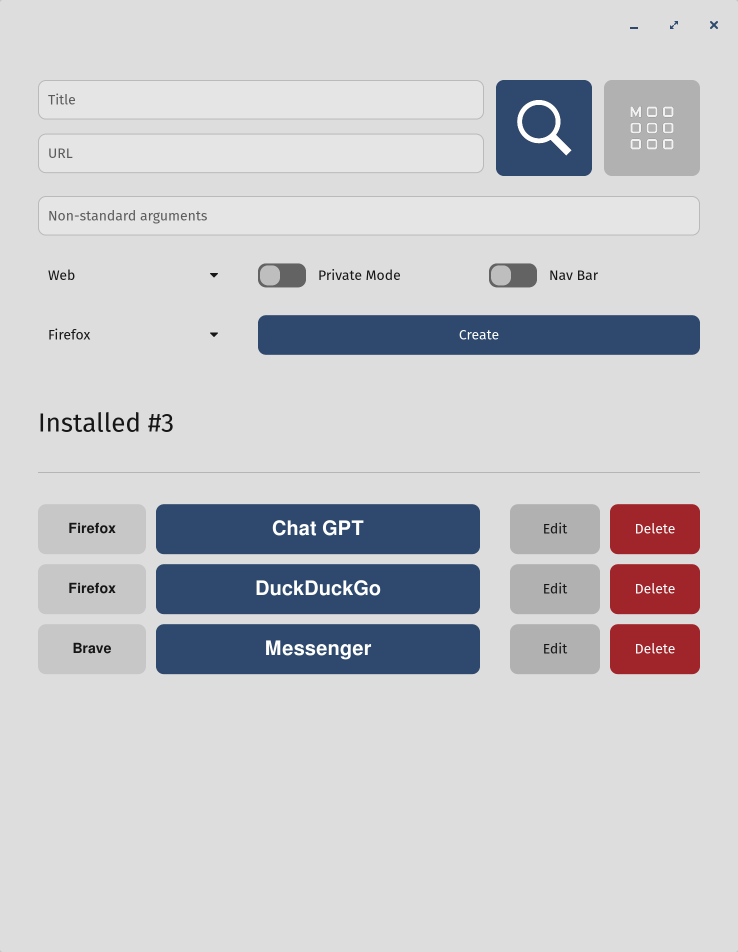 Title
URL
M
Non-standard arguments
Web Private Mode Nav Bar
Firefox Create
Installed #3
Firefox Chat GPT Edit Delete
Firefox DuckDuckGo Edit Delete
Brave Messenger Edit Delete